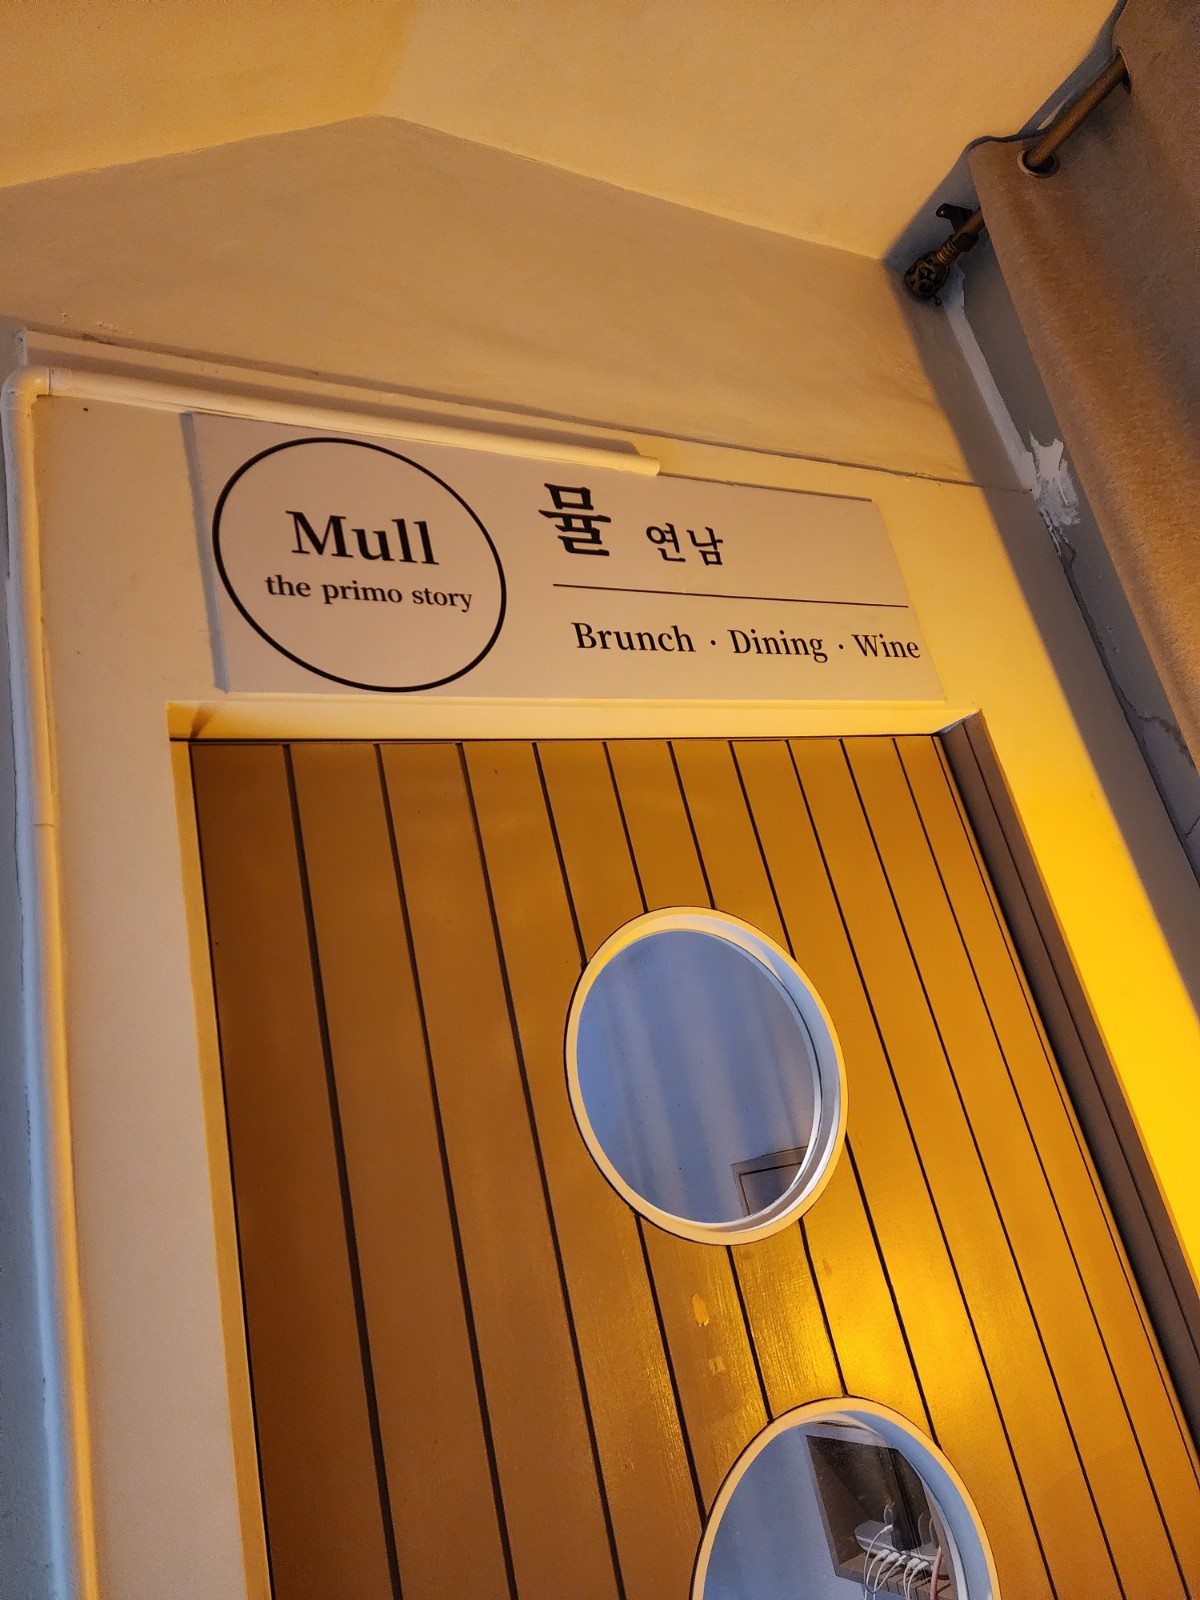 Mull
the primo story
뮬 연남
Brunch · Dining · Wine